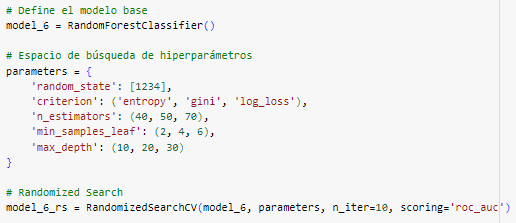 # Define el modelo base
model_6 = RandomForestClassifier()
# Espacio de búsqueda de hiperparámetros
parameters = {
    'random_state': [1234],
    'criterion': ('entropy', 'gini', 'log_loss'),
    'n_estimators': (40, 50, 70),
    'min_samples_leaf': (2, 4, 6),
    'max_depth': (10, 20, 30)
}
# Randomized Search
model_6_rs = RandomizedSearchCV(model_6, parameters, n_iter=10, scoring='roc_auc')